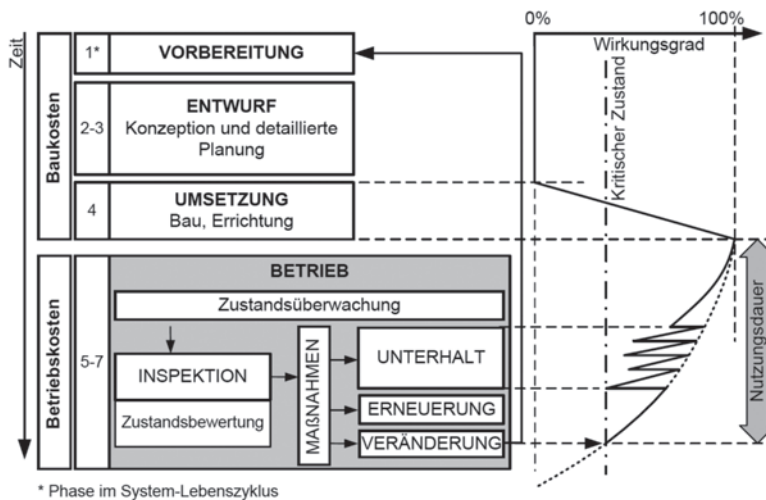 Zeit
Baukosten
1*
VORBEREITUNG
2-3
ENTWURF
Konzeption und detaillierte
Planung
4
UMSETZUNG
Bau, Errichtung
Betriebskosten
5-7
BETRIEB
Zustandsüberwachung
INSPEKTION
Zustandsbewertung
MAßNAHMEN
UNTERHALT
ERNEUERUNG
VERÄNDERUNG
0%
100%
Wirkungsgrad
Kritischer Zustand
Nutzungsdauer
* Phase im System-Lebenszyklus